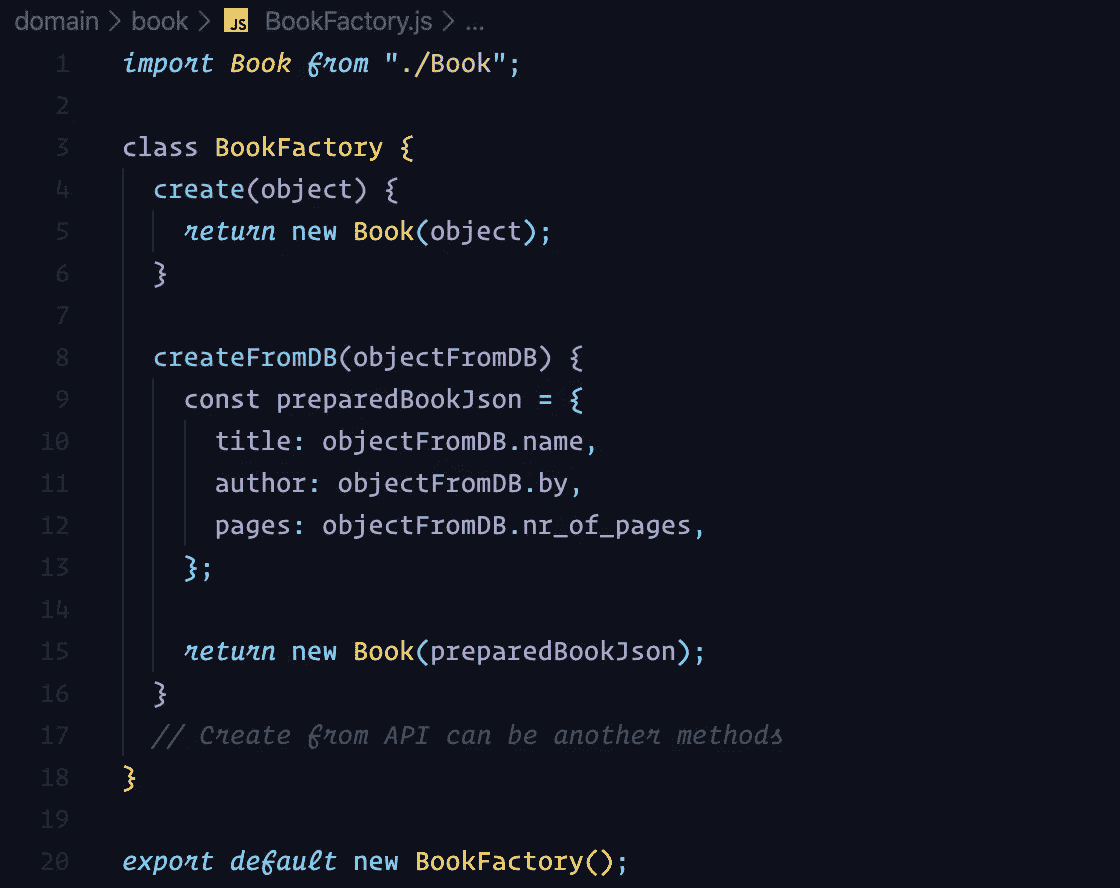 domain > book > JS BookFactory.js > ...
1 import Book from "./Book";
2
3 class BookFactory {
4 create(object) {
5 return new Book(object);
6 }
7
8 createFromDB(objectFromDB) {
9 const preparedBookJson = {
10 title: objectFromDB.name,
11 author: objectFromDB.by,
12 pages: objectFromDB.nr_of_pages,
13 };
14
15 return new Book(preparedBookJson);
16 }
17 // Create from API can be another methods
18 }
19
20 export default new BookFactory();